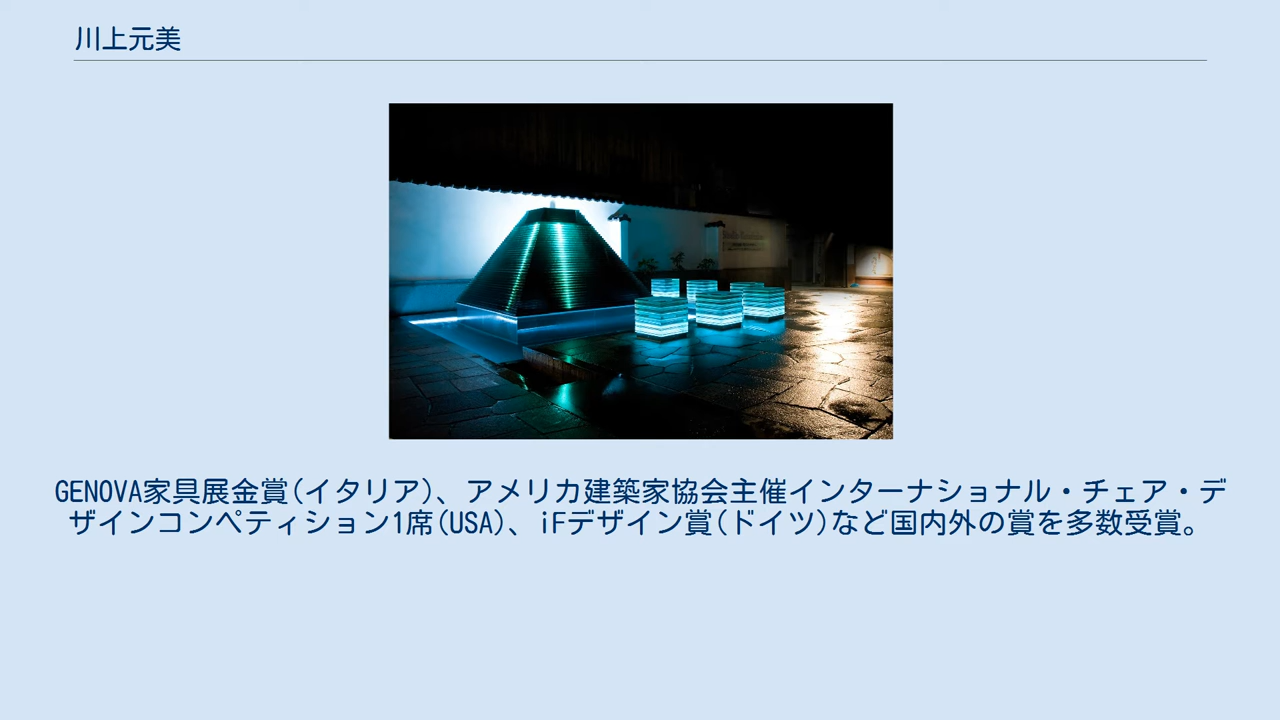 川上元美
GENOVA家具展金賞(イタリア)、アメリカ建築家協会主催インターナショナル・チェア・デ
ザインコンペティション1席(USA)、iFデザイン賞(ドイツ)など国内外の賞を多数受賞。